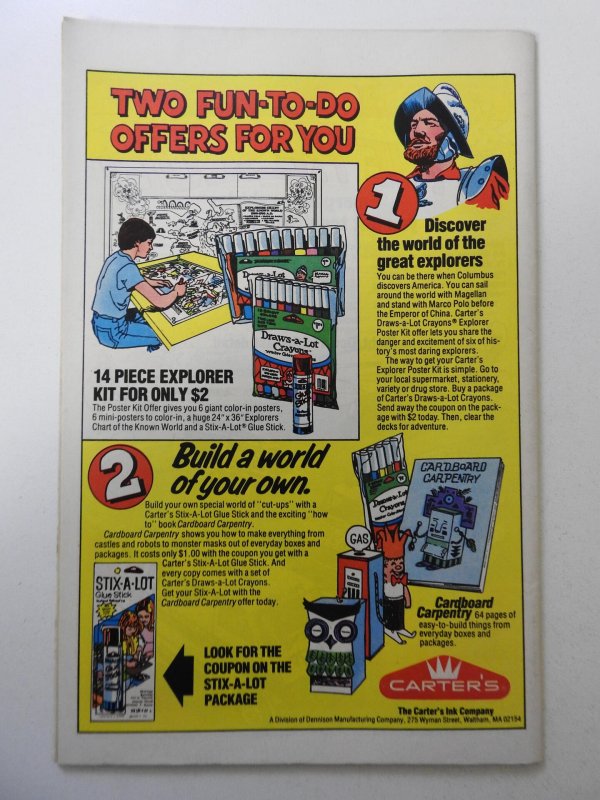 TWO FUN-TO-DO
OFFERS FOR YOU
1
Discover
the world of the
great explorers
You can be there when Columbus
discovers America. You can sail
around the world with Magellan
and stand with Marco Polo before
the Emperor of China. Carter's
Draws-a-Lot Crayons® Explorer
Poster Kit offer lets you share the
danger and excitement of six of his-
tory's most daring explorers.
The way to get your Carter's
Explorer Poster Kit is simple. Go to
your local supermarket, stationery,
variety or drug store. Buy a package
of Carter's Draws-a-Lot Crayons.
Send away the coupon on the pack-
age with $2 today. Then, clear the
decks for adventure.
Draws-a-Lot
Crayons
14 PIECE EXPLORER
KIT FOR ONLY $2
The Poster Kit Offer gives you 6 giant color-in posters,
6 mini-posters to color-in, a huge 24" x 36" Explorers
Chart of the Known World and a Stix-A-Lot® Glue Stick.
2
Build a world
of your own.
Build your own special world of "cut-ups" with a
Carter's Stix-A-Lot Glue Stick and the exciting "how
to" book Cardboard Carpentry.
Cardboard Carpentry shows you how to make everything from
castles and robots to monster masks out of everyday boxes and
packages. It costs only $1.00 with the coupon you get with a
Carter's Stix-A-Lot Glue Stick. And
every copy comes with a set of
Carter's Draws-a-Lot Crayons.
Get your Stix-A-Lot with the
Cardboard Carpentry offer today.
STIX-A-LOT
Glue Stick
LOOK FOR THE
COUPON ON THE
STIX-A-LOT
PACKAGE
Draws-a-Lot
Crayons
GAS
CARDBOARD
CARPENTRY
Cardboard
Carpentry 64 pages of
easy-to-build things from
everyday boxes and
packages.
CARTER'S
The Carter's Ink Company
A Division of Dennison Manufacturing Company, 275 Wyman Street, Waltham, MA 02154